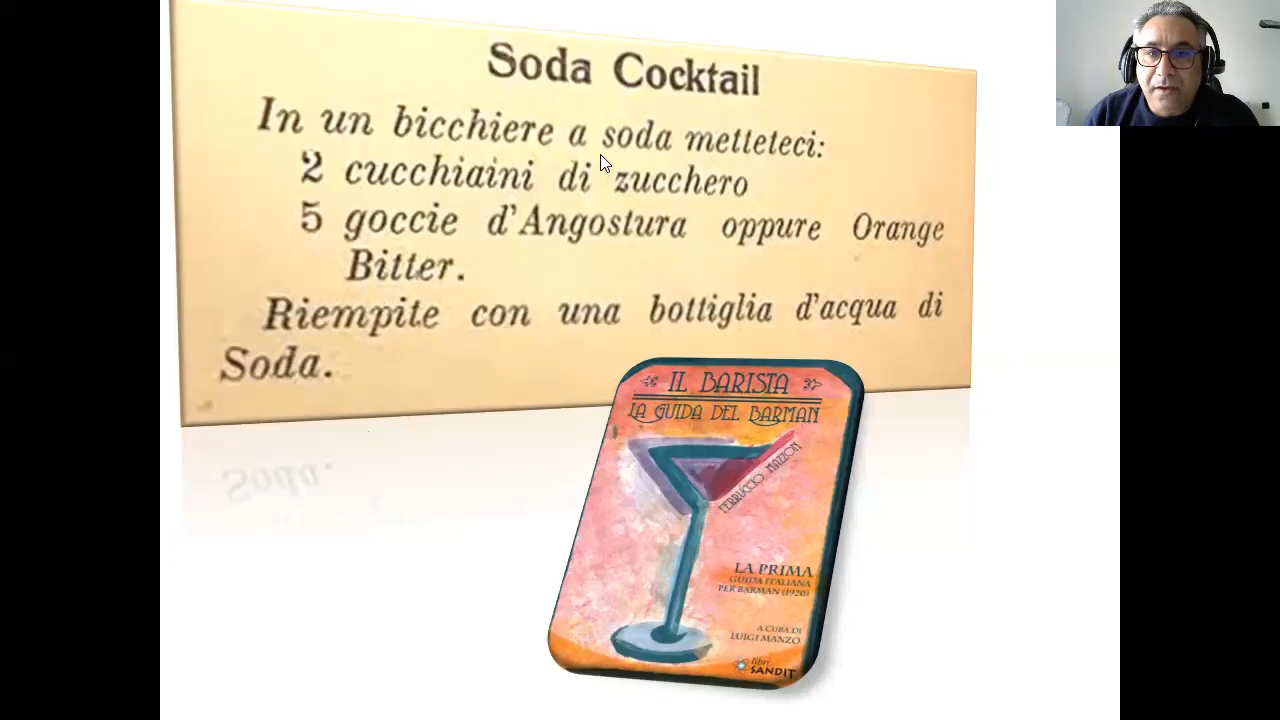 Soda Cocktail
In un bicchiere a soda metteteci:
2 cucchiaini di zucchero
5 goccie d'Angostura oppure Orange
Bitter.
Riempite con una bottiglia d'acqua di
Soda.
IL BARISTA
LA GUIDA DEL BARMAN
FERRUCCIO MAZZON
LA PRIMA
GUIDA ITALIANA
PER BARMAN (1920)
A CURA DI
LUIGI MANZO
libri
SANDIT